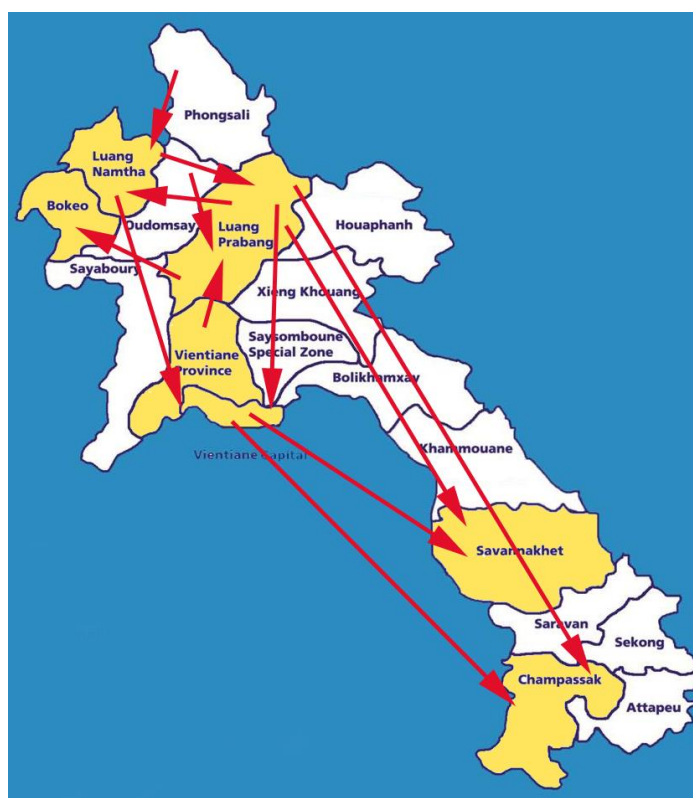 Phongsali
Luang
Namtha
Bokeo
Oudomsay
Luang
Prabang
Houaphanh
Sayaboury
Xieng Khouang
Saysomboune
Special Zone
Vientiane
Province
Bolikhamxay
Khammouane
Vientiane Capital
Savannakhet
Saravan
Sekong
Champassak
Attapeu